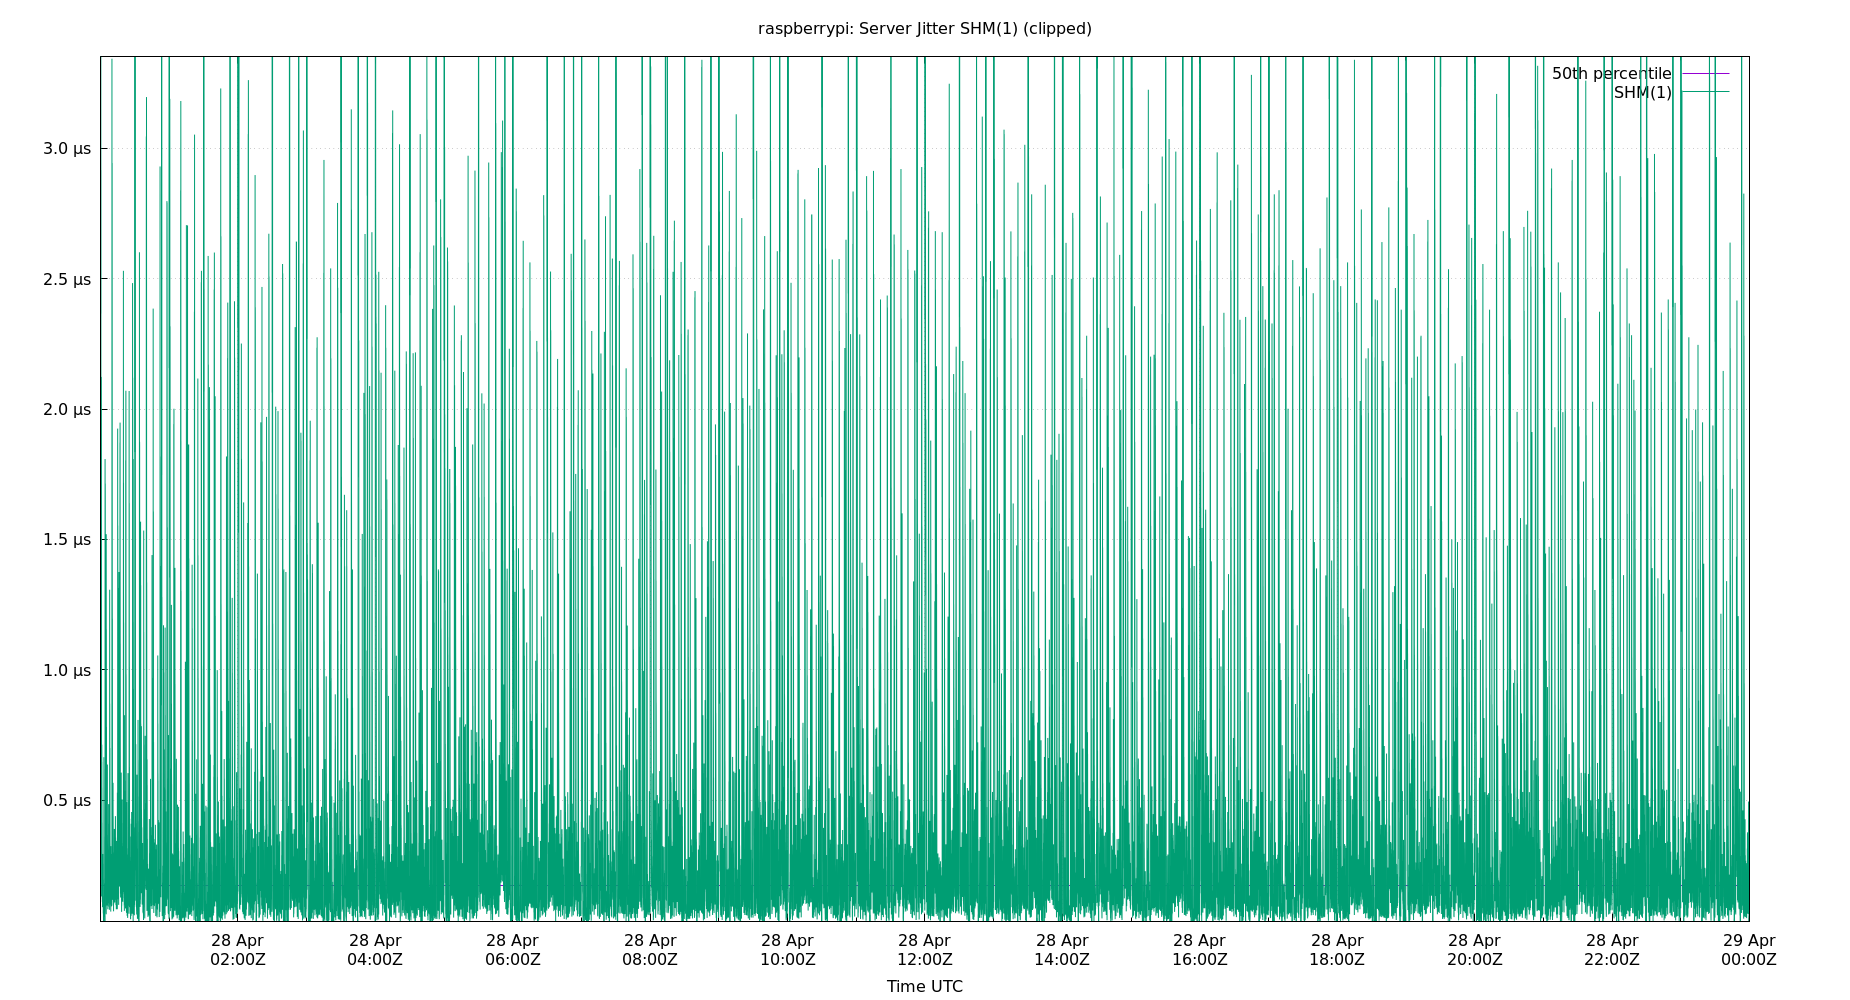 raspberrypi: Server Jitter SHM(1) (clipped)
50th percentile
SHM(1)
3.0 µs
2.5 µs
2.0 µs
1.5 µs
1.0 µs
0.5 µs
28 Apr 28 Apr 28 Apr 28 Apr 28 Apr 28 Apr 28 Apr 28 Apr 28 Apr 28 Apr 28 Apr 29 Apr
02:00Z 04:00Z 06:00Z 08:00Z 10:00Z 12:00Z 14:00Z 16:00Z 18:00Z 20:00Z 22:00Z 00:00Z
Time UTC